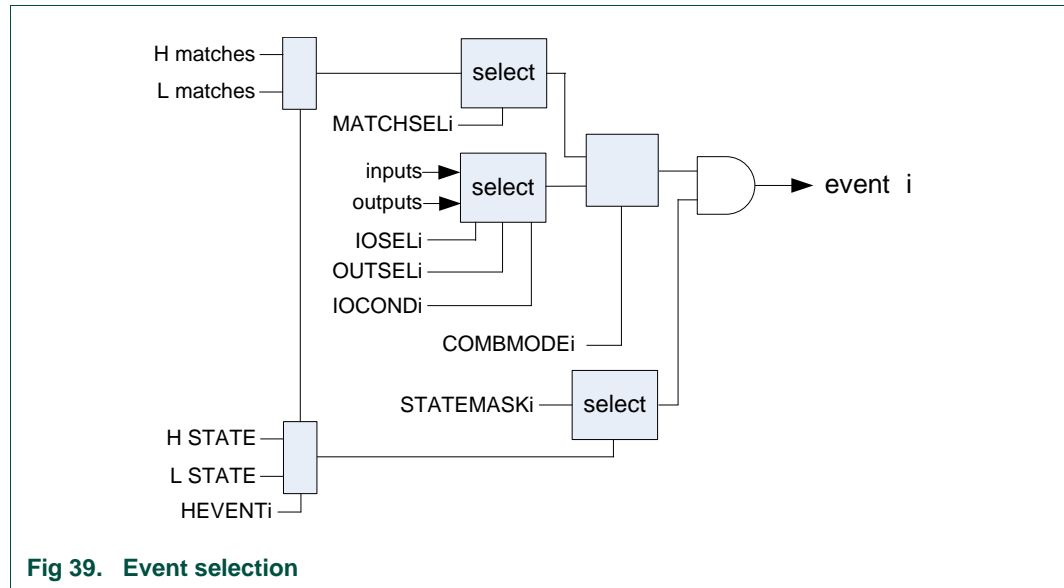 H matches
L matches
select
MATCHSELi
inputs
outputs
select
IOSELi
OUTSELi
IOCONDi
event i
COMBMODEi
STATEMASKi
select
H STATE
L STATE
HEVENTi
Fig 39. Event selection